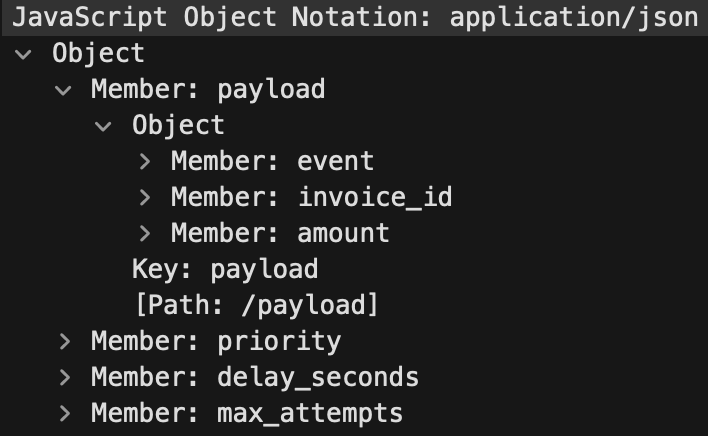 JavaScript Object Notation: application/json
Object
Member: payload
Object
Member: event
Member: invoice_id
Member: amount
Key: payload
[Path: /payload]
Member: priority
Member: delay_seconds
Member: max_attempts